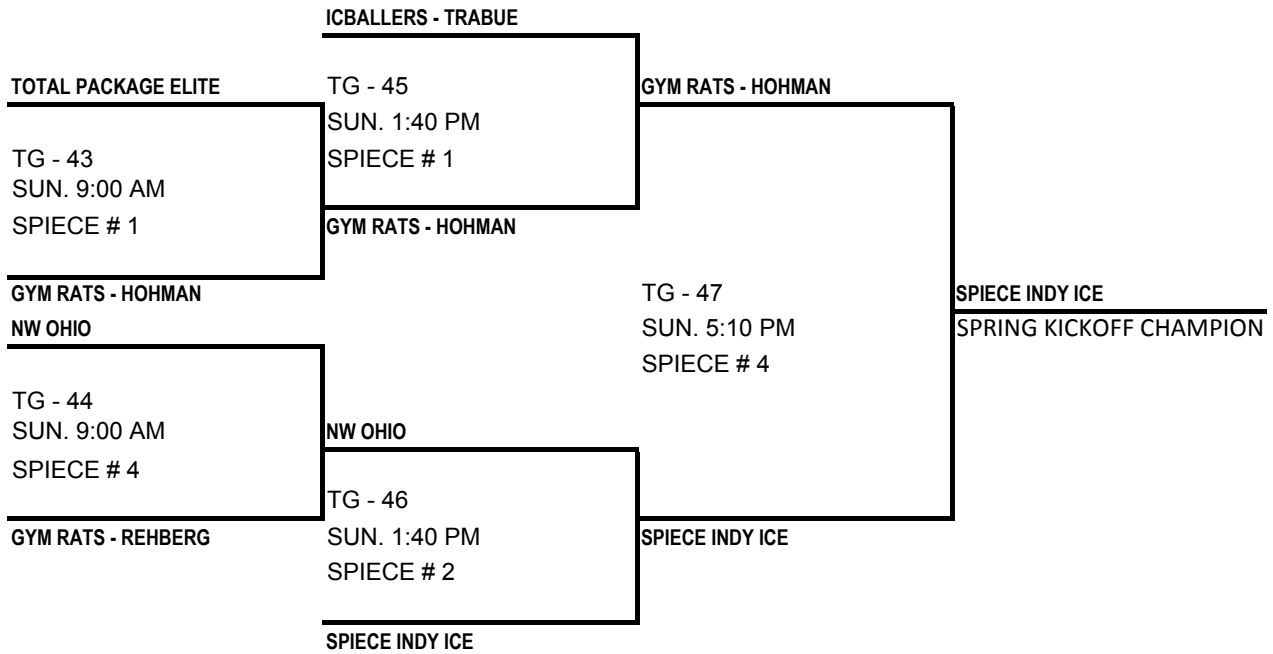 ICBALLERS - TRABUE
TOTAL PACKAGE ELITE
TG - 45
GYM RATS - HOHMAN
SUN. 1:40 PM
TG - 43
SPIECE # 1
SUN. 9:00 AM
SPIECE # 1
GYM RATS - HOHMAN
GYM RATS - HOHMAN
TG - 47
SPIECE INDY ICE
NW OHIO
SUN. 5:10 PM
SPRING KICKOFF CHAMPION
SPIECE # 4
TG - 44
SUN. 9:00 AM
NW OHIO
SPIECE # 4
TG - 46
GYM RATS - REHBERG
SUN. 1:40 PM
SPIECE INDY ICE
SPIECE # 2
SPIECE INDY ICE